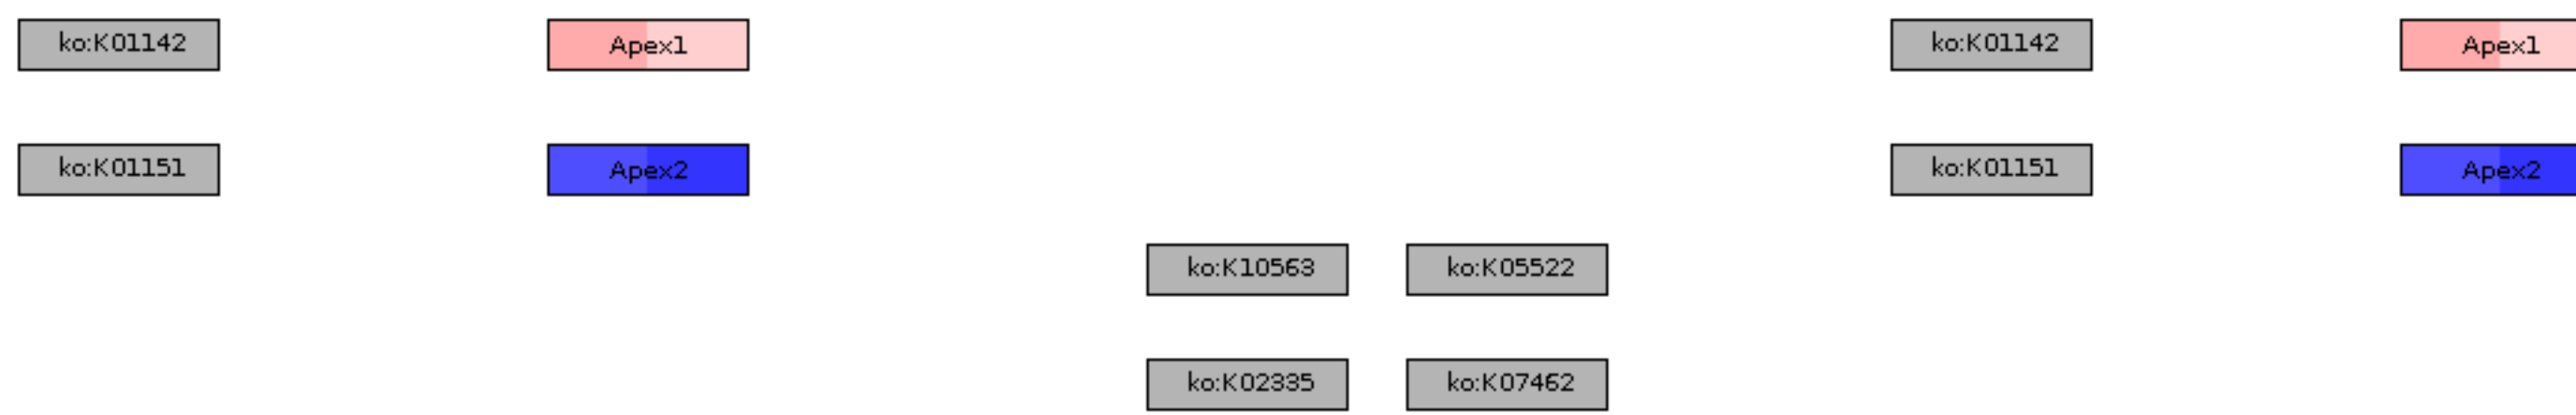 ko:K01142 Apex1 ko:K01142 Apex1
ko:K01151 Apex2 ko:K01151 Apex2
ko:K10563 ko:K05522
ko:K02335 ko:K07462